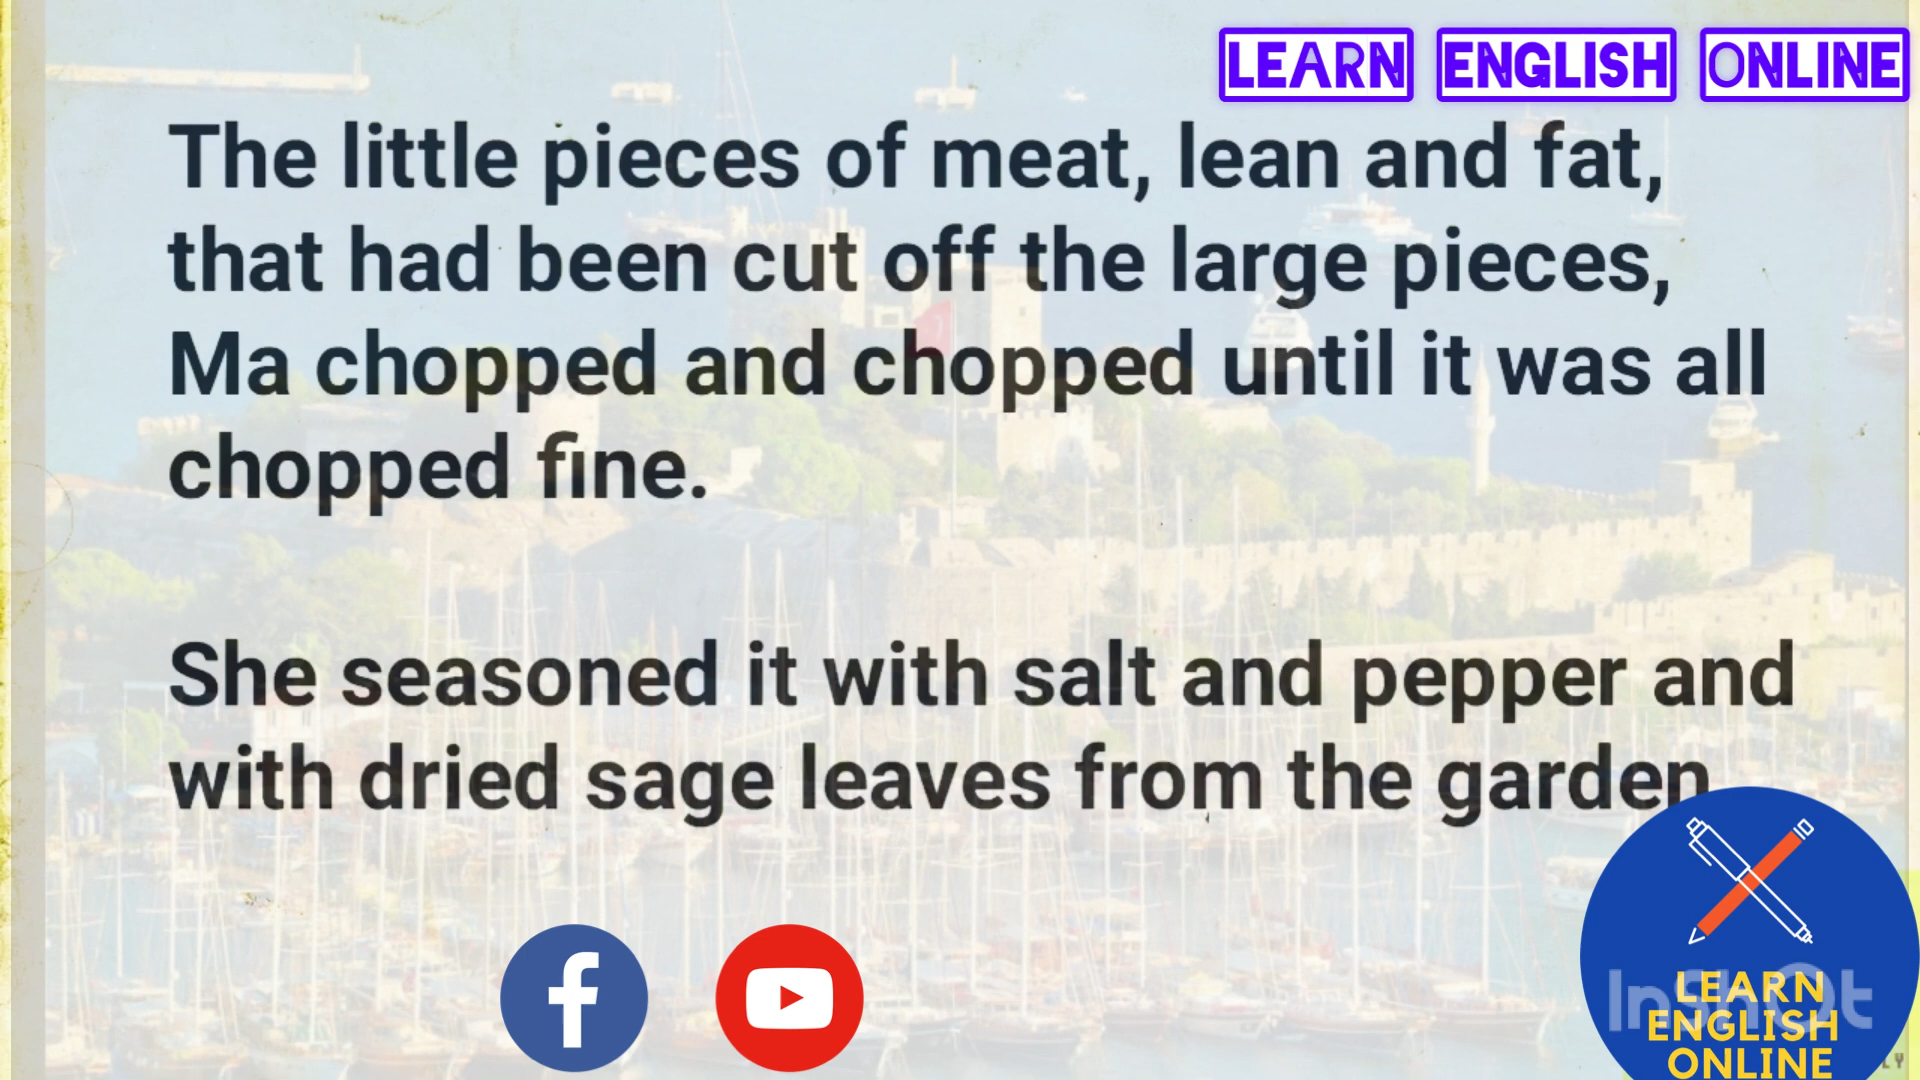 LEARN ENGLISH ONLINE
The little pieces of meat, lean and fat,
that had been cut off the large pieces,
Ma chopped and chopped until it was all
chopped fine.
She seasoned it with salt and pepper and
with dried sage leaves from the garden
InShOt
LEARN
ENGLISH
ONLINE